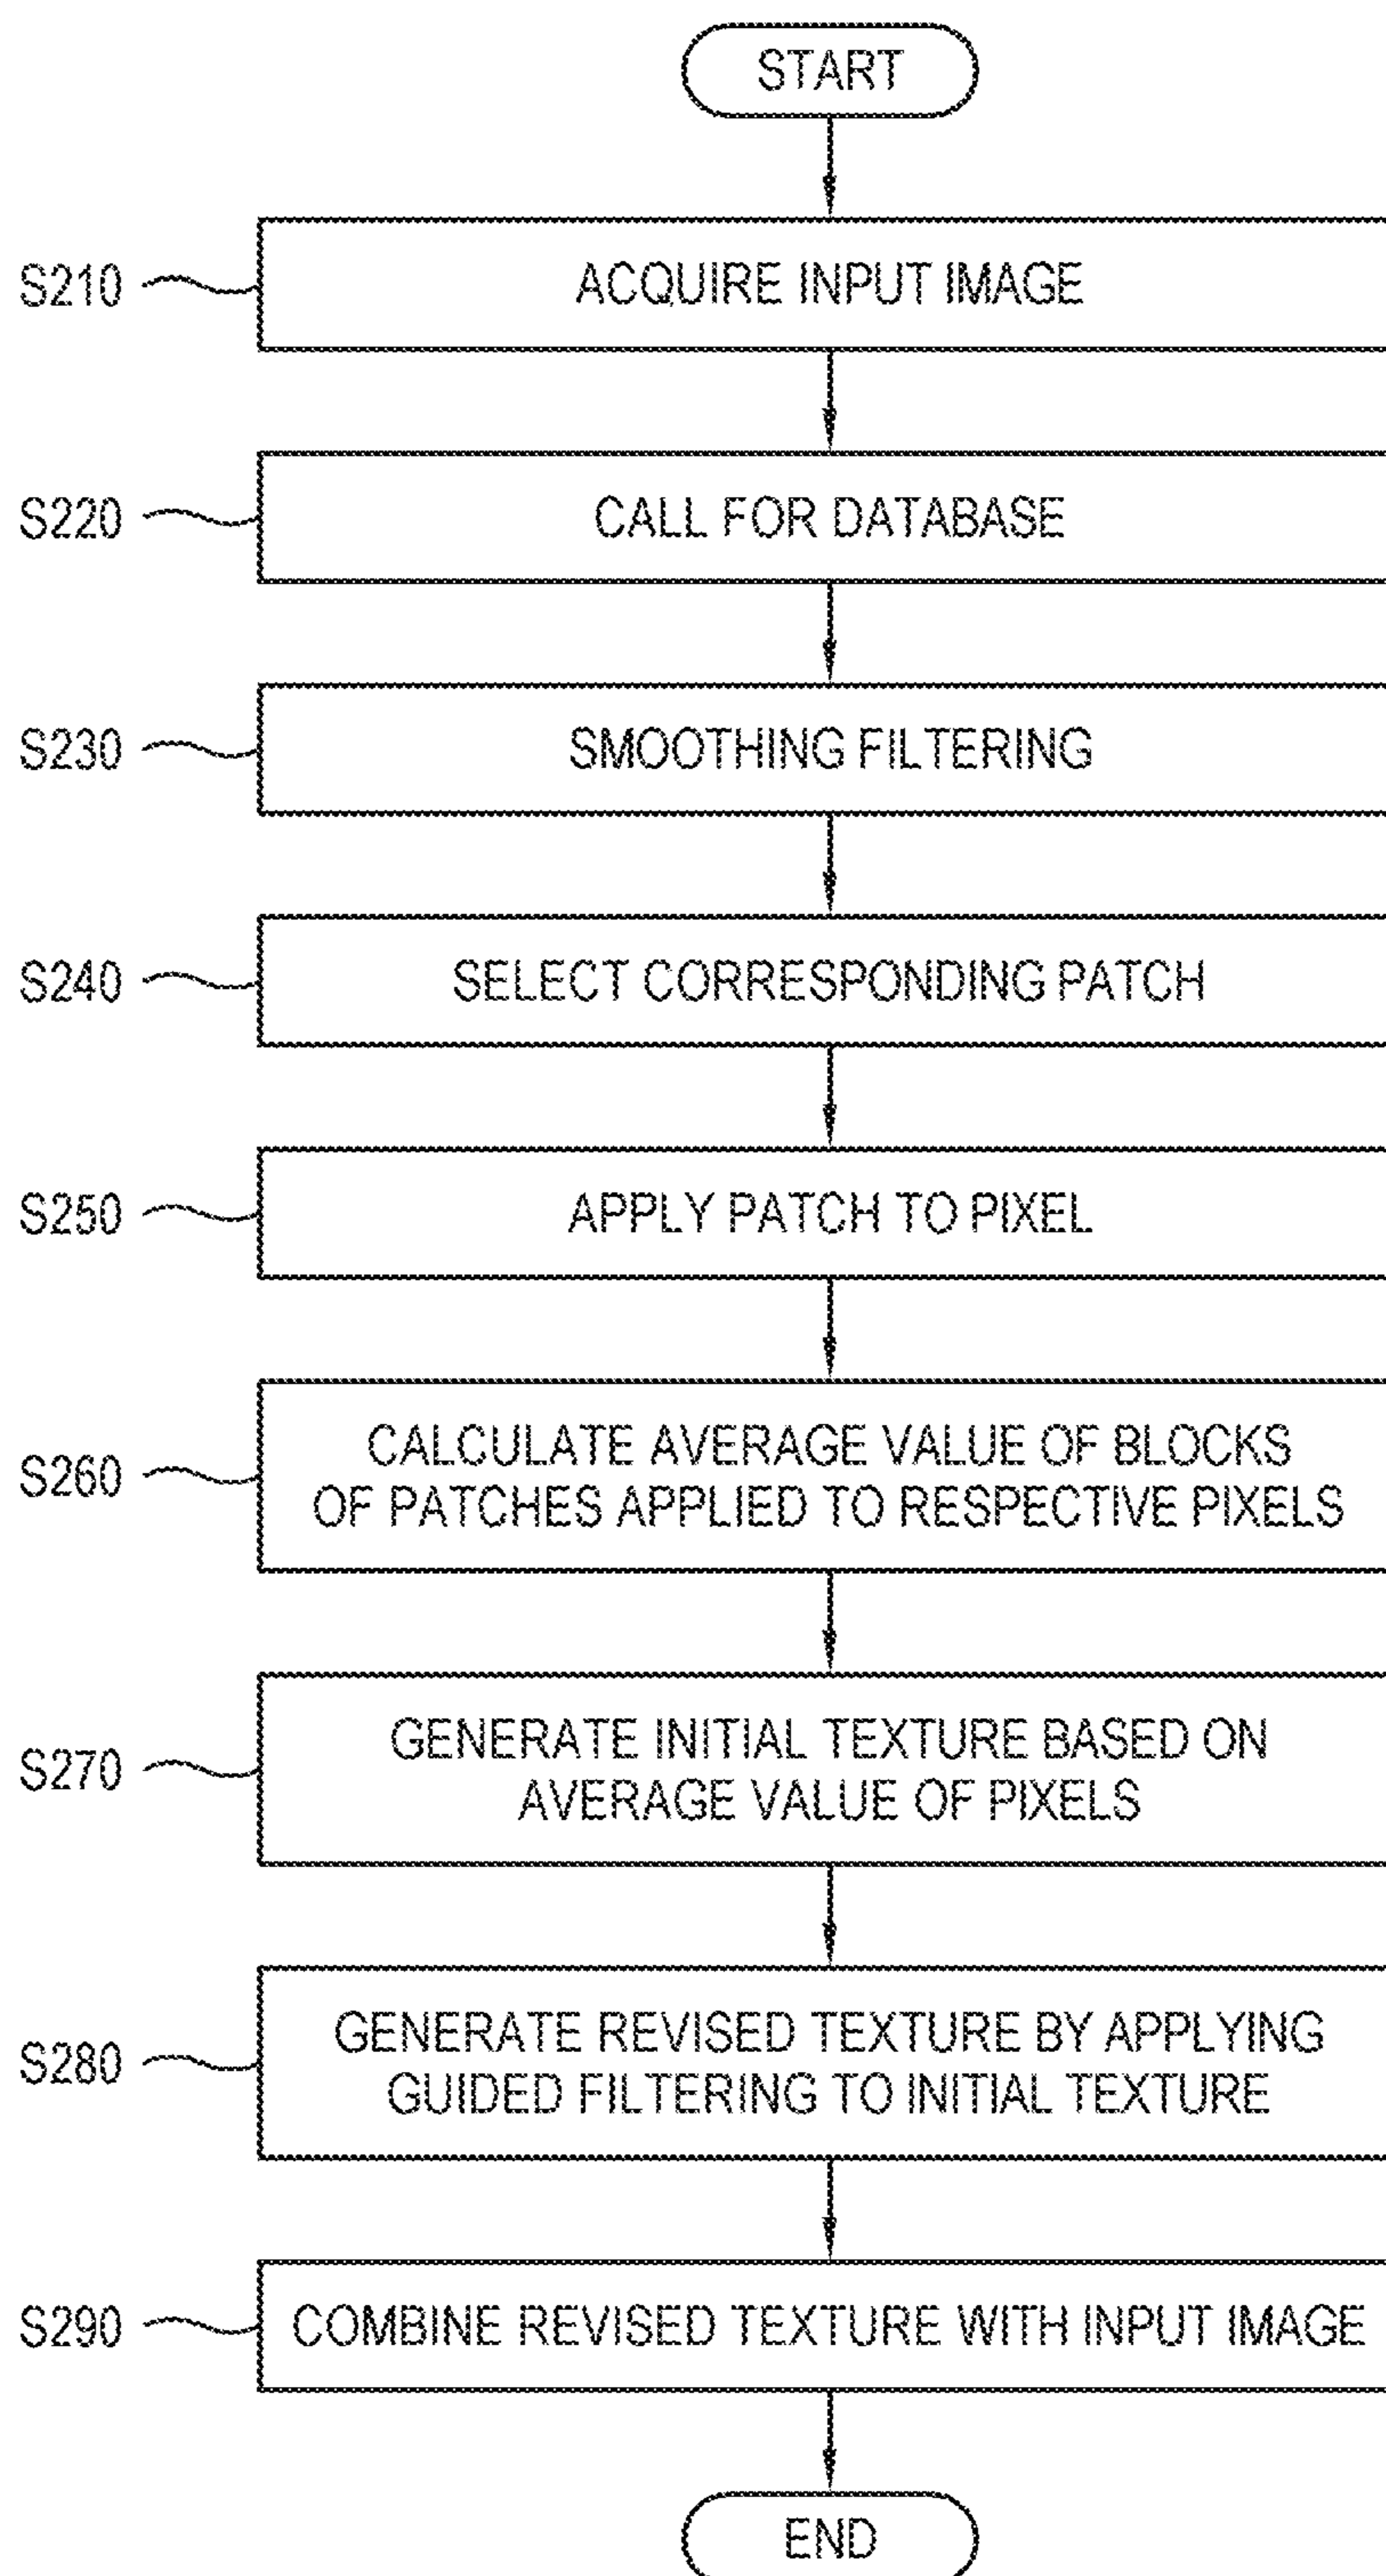 START
S210
ACQUIRE INPUT IMAGE
S220
CALL FOR DATABASE
S230
SMOOTHING FILTERING
S240
SELECT CORRESPONDING PATCH
S250
APPLY PATCH TO PIXEL
S260
CALCULATE AVERAGE VALUE OF BLOCKS
OF PATCHES APPLIED TO RESPECTIVE PIXELS
S270
GENERATE INITIAL TEXTURE BASED ON
AVERAGE VALUE OF PIXELS
S280
GENERATE REVISED TEXTURE BY APPLYING
GUIDED FILTERING TO INITIAL TEXTURE
S290
COMBINE REVISED TEXTURE WITH INPUT IMAGE
END